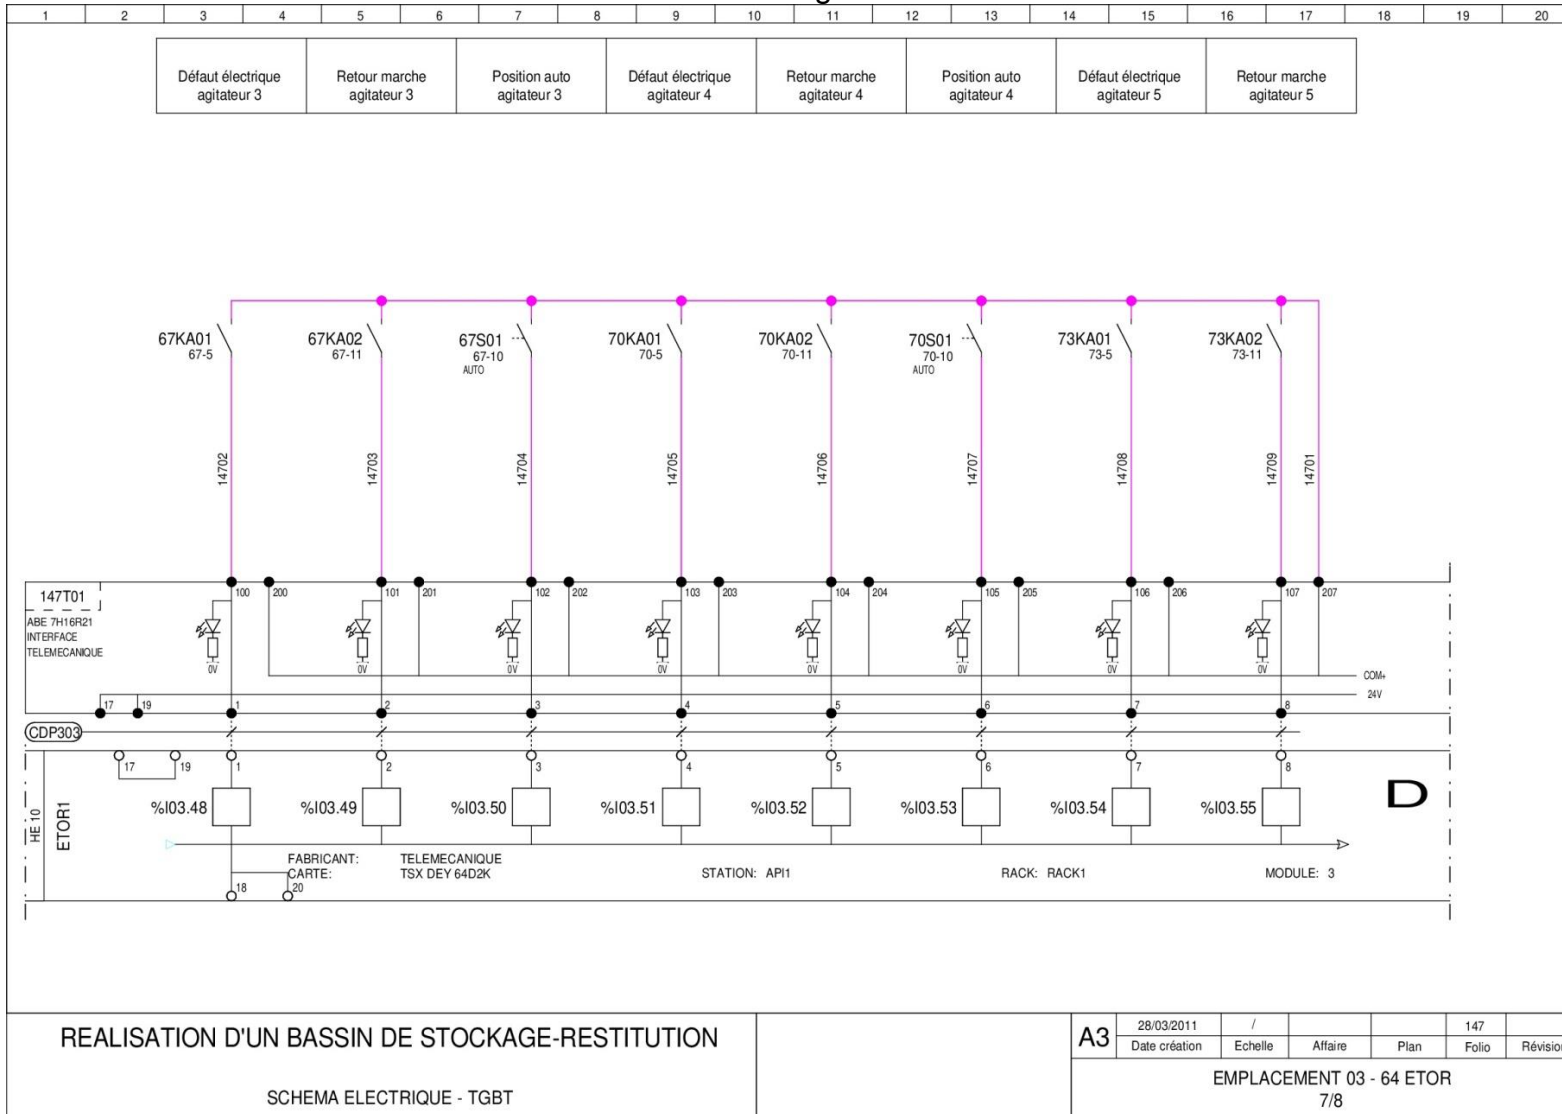 1 2 3 4 5 6 7 8 9 10 11 12 13 14 15 16 17 18 19 20
Défaut électrique
agitateur 3
Retour marche
agitateur 3
Position auto
agitateur 3
Défaut électrique
agitateur 4
Retour marche
agitateur 4
Position auto
agitateur 4
Défaut électrique
agitateur 5
Retour marche
agitateur 5
67KA01
67-5
67KA02
67-11
67S01
67-10
AUTO
70KA01
70-5
70KA02
70-11
70S01
70-10
AUTO
73KA01
73-5
73KA02
73-11
14702 14703 14704 14705 14706 14707 14708 14709 14701
147T01
ABE 7H16R21
INTERFACE
TELEMECANIQUE
100 200 101 201 102 202 103 203 104 204 105 205 106 206 107 207
0V 0V 0V 0V 0V 0V 0V 0V
COM+
24V
17 19 1 2 3 4 5 6 7 8
CDP303
17 19 1 2 3 4 5 6 7 8
HE 10
ETOR1
%I03.48 %I03.49 %I03.50 %I03.51 %I03.52 %I03.53 %I03.54 %I03.55
D
FABRICANT: TELEMECANIQUE
CARTE: TSX DEY 64D2K STATION: API1 RACK: RACK1 MODULE: 3
18 20
REALISATION D'UN BASSIN DE STOCKAGE-RESTITUTION
SCHEMA ELECTRIQUE - TGBT
A3
28/03/2011 / 147
Date création Echelle Affaire Plan Folio Révision
EMPLACEMENT 03 - 64 ETOR
7/8